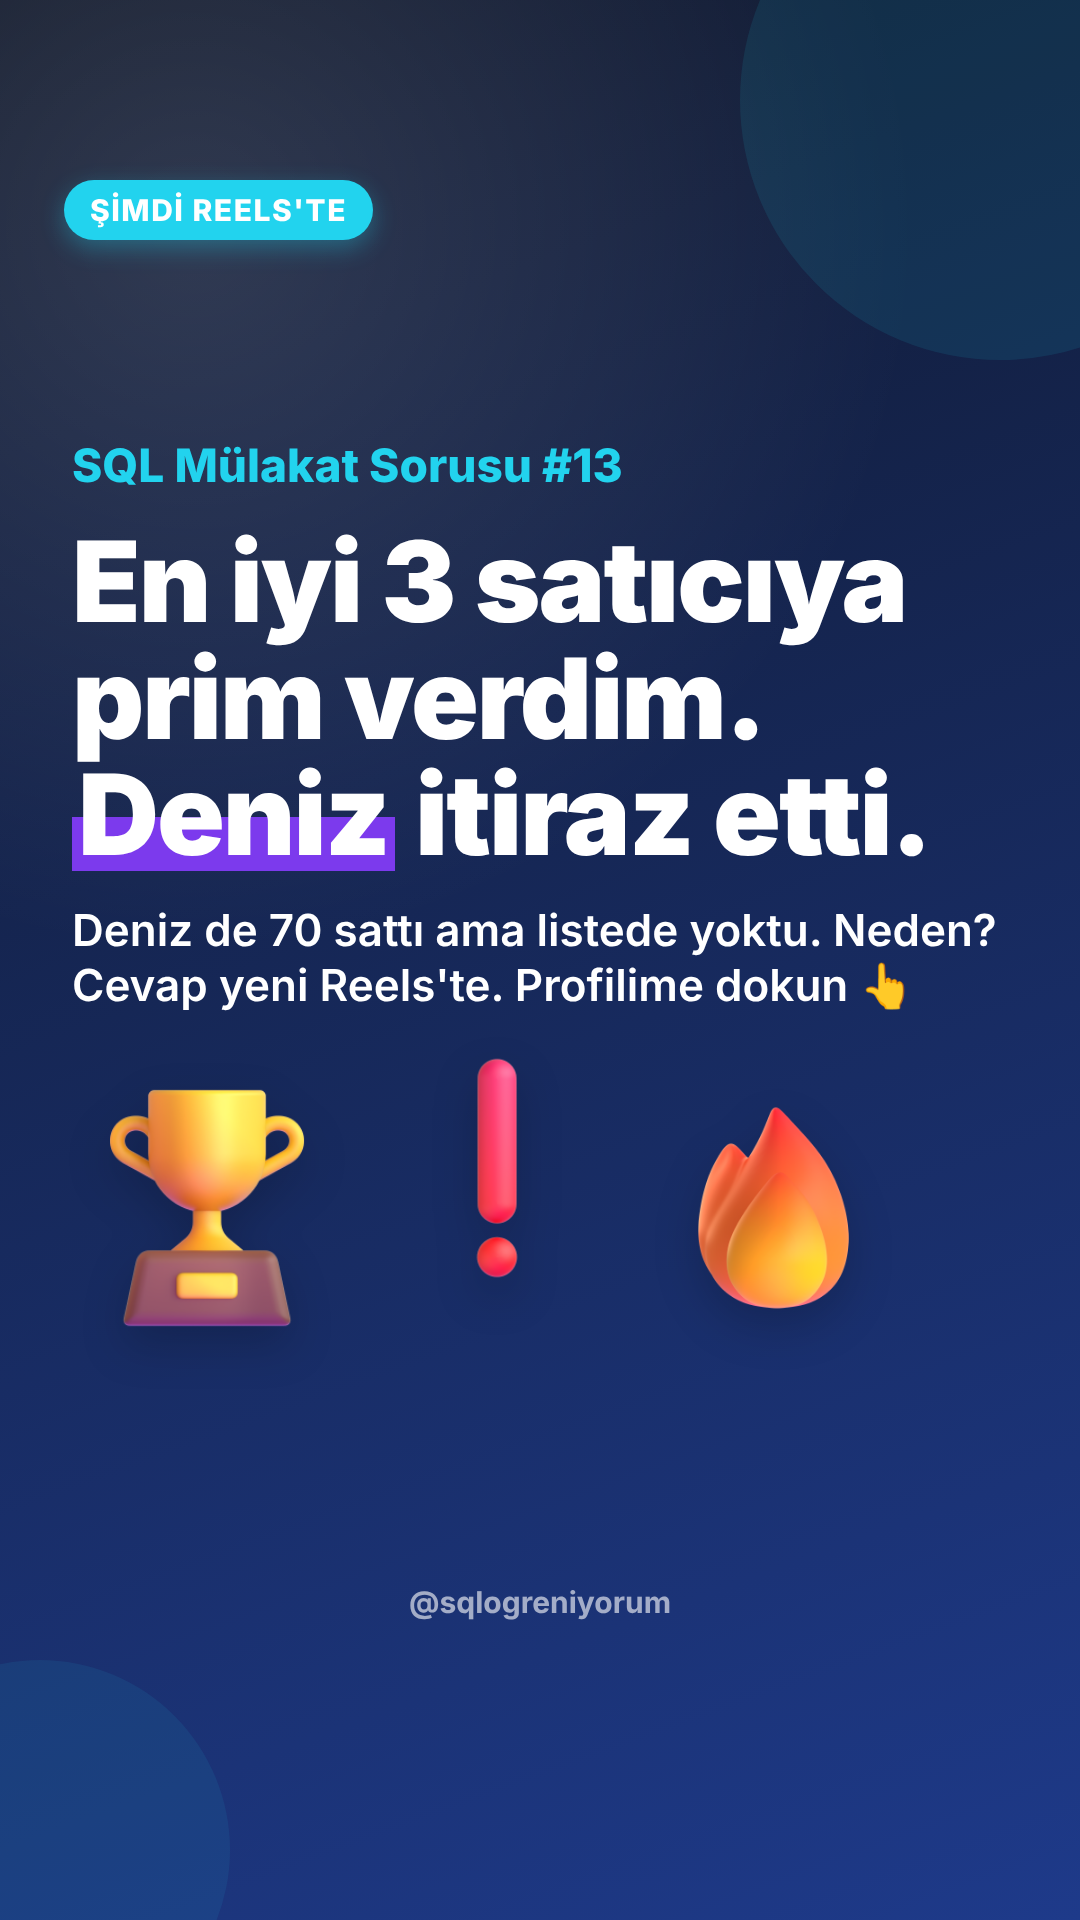 ŞİMDİ REELS'TE
SQL Mülakat Sorusu #13
En iyi 3 satıcıya
prim verdim.
Deniz itiraz etti.
Deniz de 70 sattı ama listede yoktu. Neden?
Cevap yeni Reels'te. Profilime dokun 👆
@sqlogreniyorum